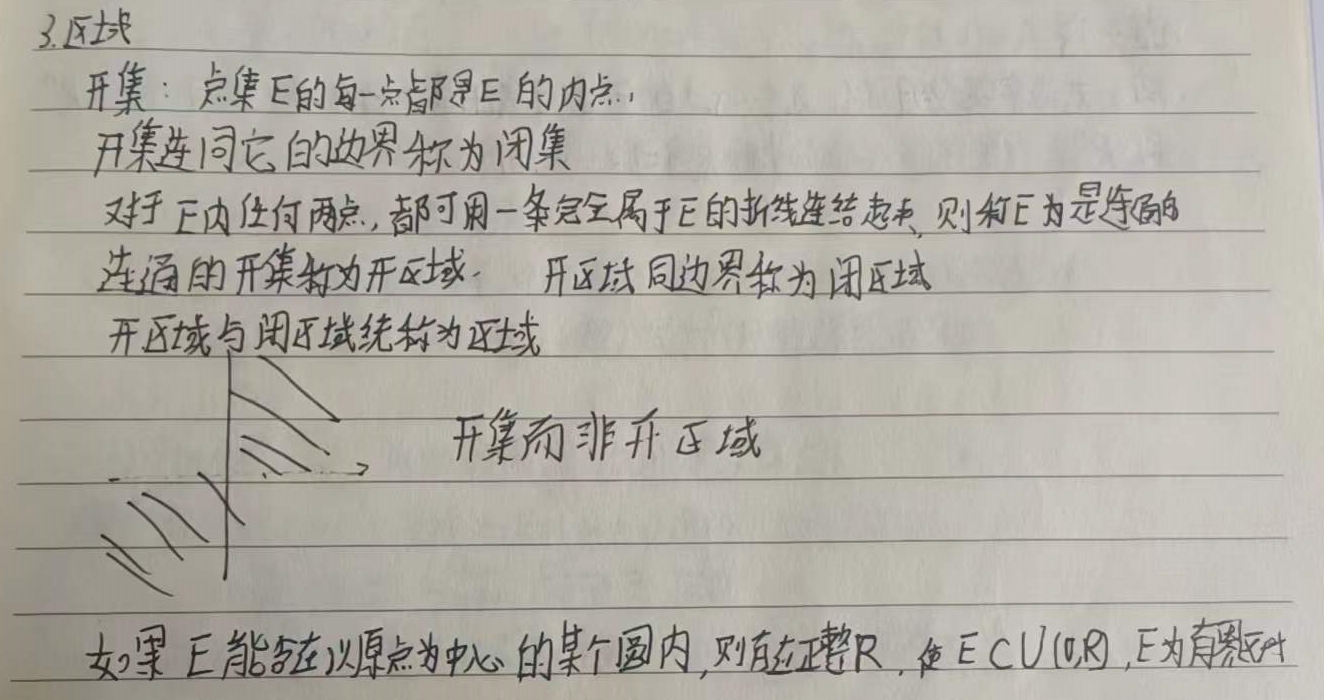 3.区域
开集：点集E的每一点都是E的内点，
开集连同它的边界称为闭集
对于E内任何两点,都可用一条完全属于E的折线连结起来,则称E为是连通的
连通的开集称为开区域. 开区域同边界称为闭区域
开区域与闭区域统称为区域
开集而非开区域
如果E能含在以原点为中心的某个圆内,则存在正整R,使E⊂U(0,R),E为有界区域